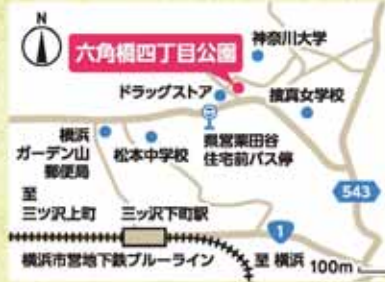 N
六角橋四丁目公園
神奈川大学
ドラッグストア
捜真女学校
横浜
ガーデン山
郵便局
松本中学校
県営栗田谷
住宅前バス停
至
三ツ沢上町
三ツ沢下町駅
543
1
横浜市営地下鉄ブルーライン
至 横浜
100m